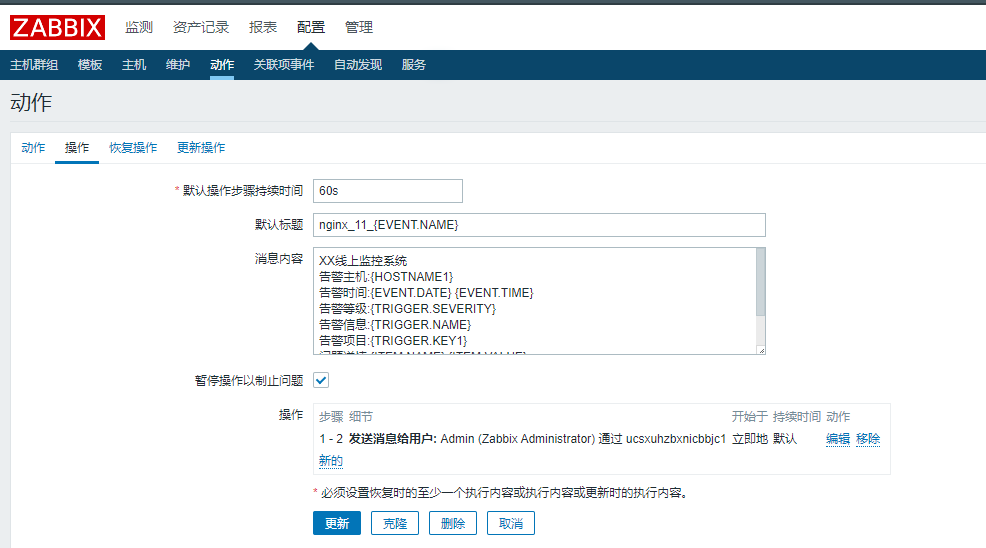 ZABBIX 监测 资产记录 报表 配置 管理
主机群组 模板 主机 维护 动作 关联项事件 自动发现 服务
动作
动作 操作 恢复操作 更新操作
* 默认操作步骤持续时间 60s
默认标题 nginx_11_{EVENT.NAME}
消息内容 XX线上监控系统
告警主机:{HOSTNAME1}
告警时间:{EVENT.DATE} {EVENT.TIME}
告警等级:{TRIGGER.SEVERITY}
告警信息:{TRIGGER.NAME}
告警项目:{TRIGGER.KEY1}
暂停操作以制止问题
操作 步骤 细节 开始于 持续时间 动作
1 - 2 发送消息给用户: Admin (Zabbix Administrator) 通过 ucsxuhzbxnicbbjc1 立即地 默认 编辑 移除
新的
* 必须设置恢复时的至少一个执行内容或执行内容或更新时的执行内容。
更新 克隆 删除 取消